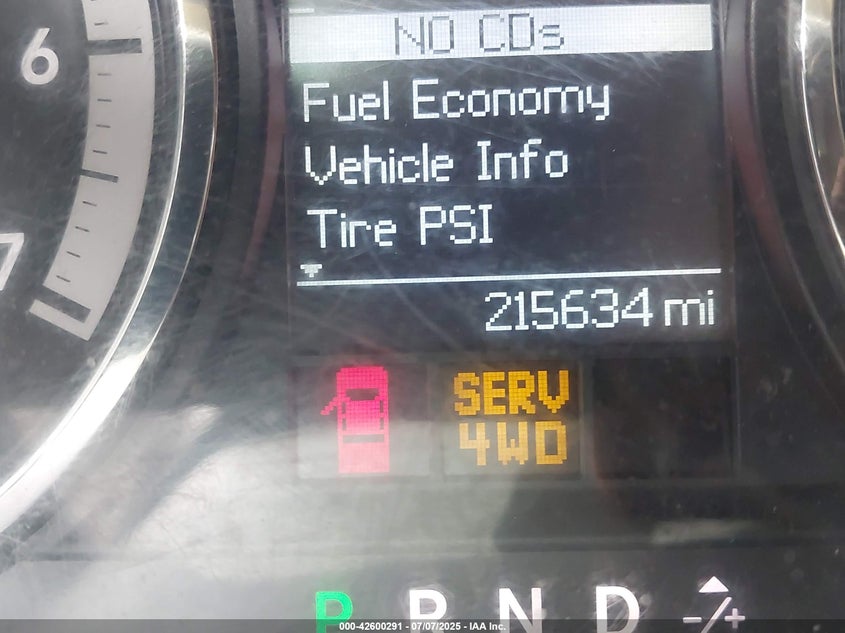 6
NO CDs
Fuel Economy
Vehicle Info
Tire PSI
7
215634 mi
SERV
4WD
P R N D -/+
000-42600291 - 07/07/2025 - IAA Inc.